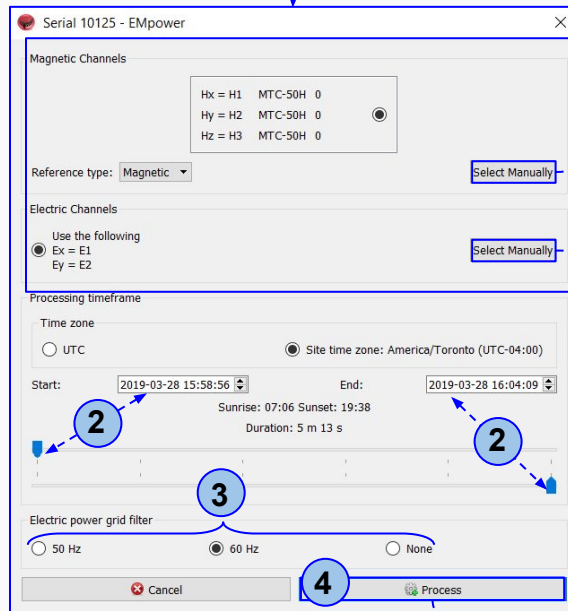 Serial 10125 - EMpower
Magnetic Channels
Hx = H1 MTC-50H 0
Hy = H2 MTC-50H 0
Hz = H3 MTC-50H 0
Reference type: Magnetic Select Manually
Electric Channels
Use the following
Ex = E1
Ey = E2
Select Manually
Processing timeframe
Time zone
UTC Site time zone: America/Toronto (UTC-04:00)
Start: 2019-03-28 15:58:56 End: 2019-03-28 16:04:09
Sunrise: 07:06 Sunset: 19:38
Duration: 5 m 13 s
2 2
3
Electric power grid filter
50 Hz 60 Hz None
Cancel 4 Process